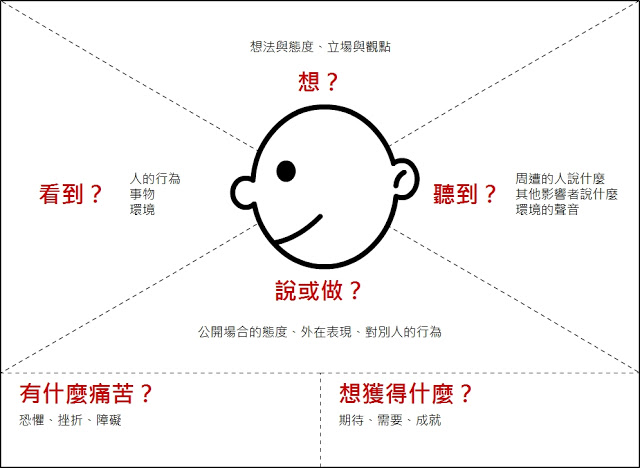 想法與態度、立場與觀點
想？
看到？
人的行為
事物
環境
聽到？
周遭的人說什麼
其他影響者說什麼
環境的聲音
說或做？
公開場合的態度、外在表現、對別人的行為
有什麼痛苦？
恐懼、挫折、障礙
想獲得什麼？
期待、需要、成就